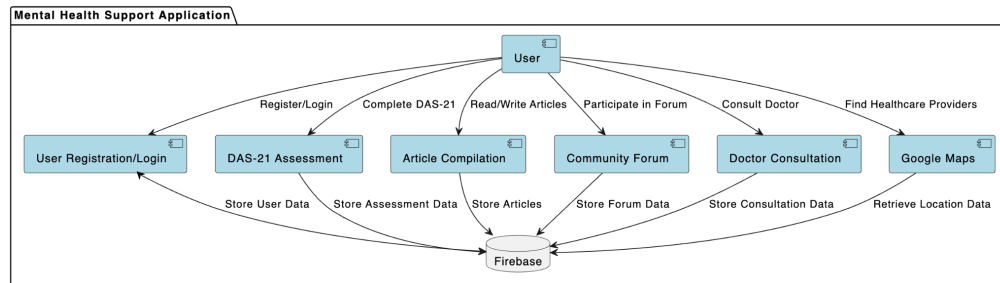 Mental Health Support Application
User
Register/Login
Complete DAS-21
Read/Write Articles
Participate in Forum
Consult Doctor
Find Healthcare Providers
User Registration/Login
DAS-21 Assessment
Article Compilation
Community Forum
Doctor Consultation
Google Maps
Store User Data
Store Assessment Data
Store Articles
Store Forum Data
Store Consultation Data
Retrieve Location Data
Firebase